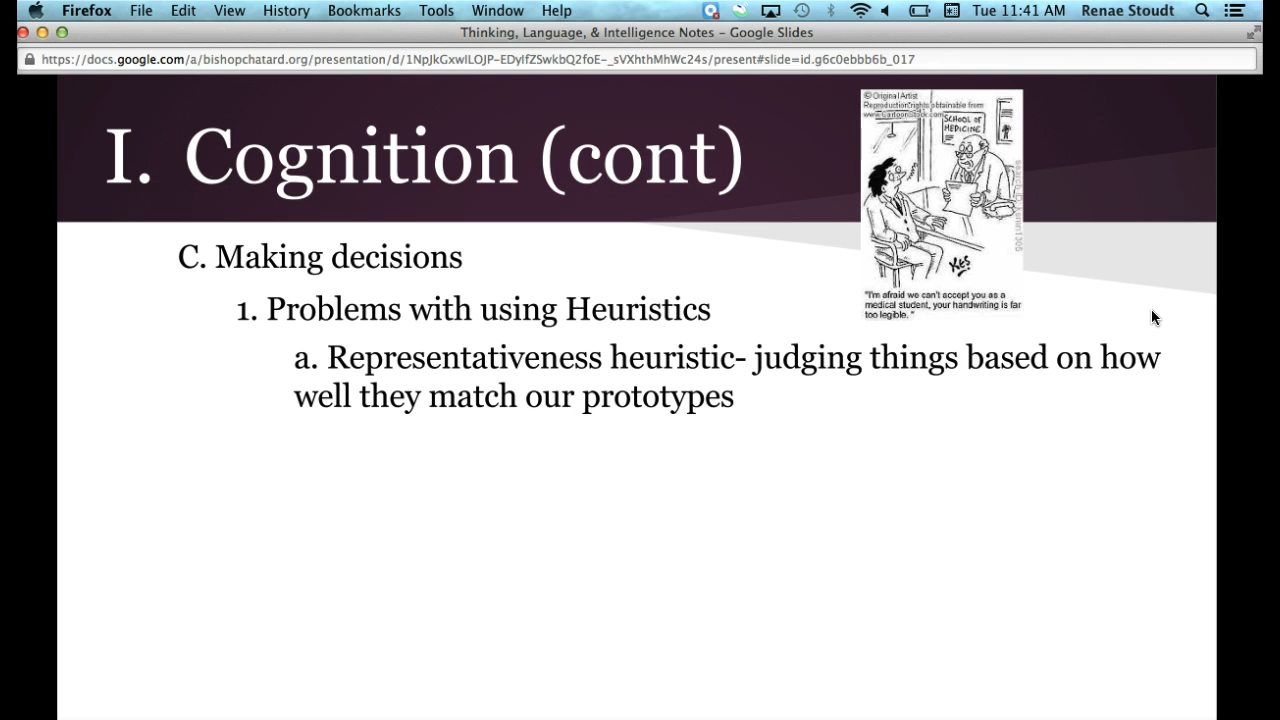 Firefox File Edit View History Bookmarks Tools Window Help Tue 11:41 AM Renae Stoudt
Thinking, Language, & Intelligence Notes – Google Slides
https://docs.google.com/a/bishopchatard.org/presentation/d/1NpJkGxwILOJP-EDyIfZSwkbQ2foE-_sVXhthMhWc24s/present#slide=id.g6c0ebbb6b_017
I. Cognition (cont)
© Original Artist
Reproduction rights obtainable from
www.CartoonStock.com
SCHOOL OF
MEDICINE
KES
"I'm afraid we can't accept you as a
medical student, your handwriting is far
too legible."
C. Making decisions
1. Problems with using Heuristics
a. Representativeness heuristic- judging things based on how
well they match our prototypes